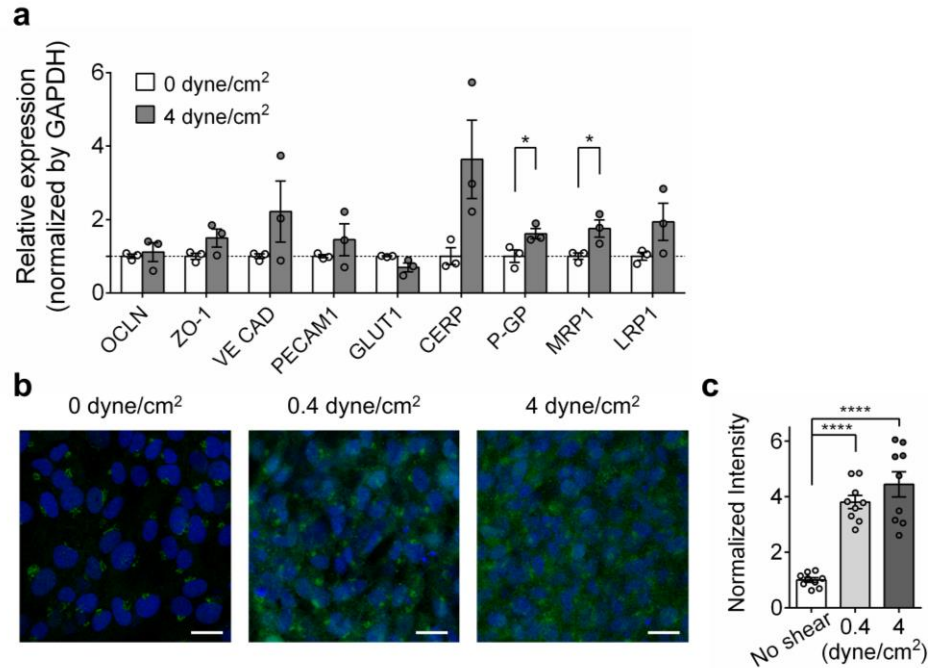 a
Relative expression
(normalized by GAPDH)
6
4
2
0
0 dyne/cm²
4 dyne/cm²
*
*
OCLN
ZO-1
VE CAD
PECAM1
GLUT1
CERP
P-GP
MRP1
LRP1
b
0 dyne/cm²
0.4 dyne/cm²
4 dyne/cm²
c
Normalized Intensity
6
4
2
0
****
****
No shear
0.4
4
(dyne/cm²)